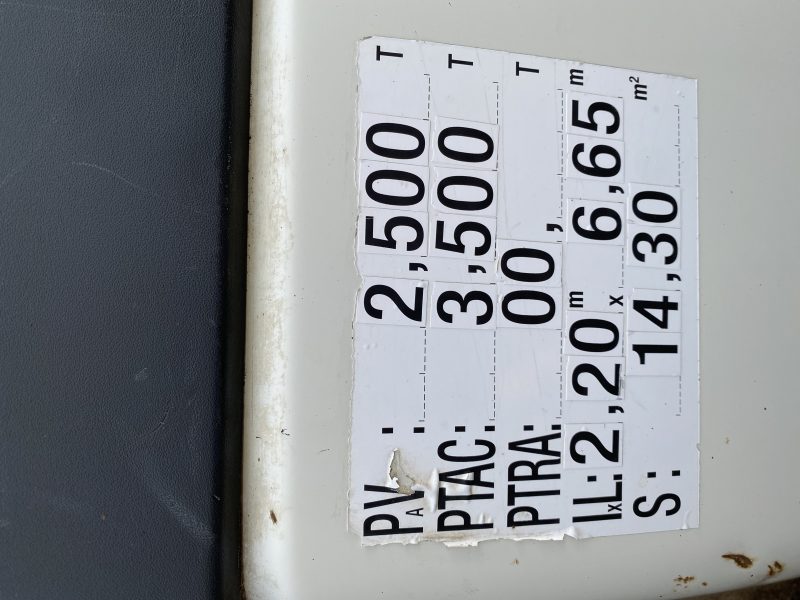 PV : 2,500 T
A
PTAC: 3,500 T
PTRA: 00, T
lxL: 2,20 m x 6,65 m
S : 14,30 m²